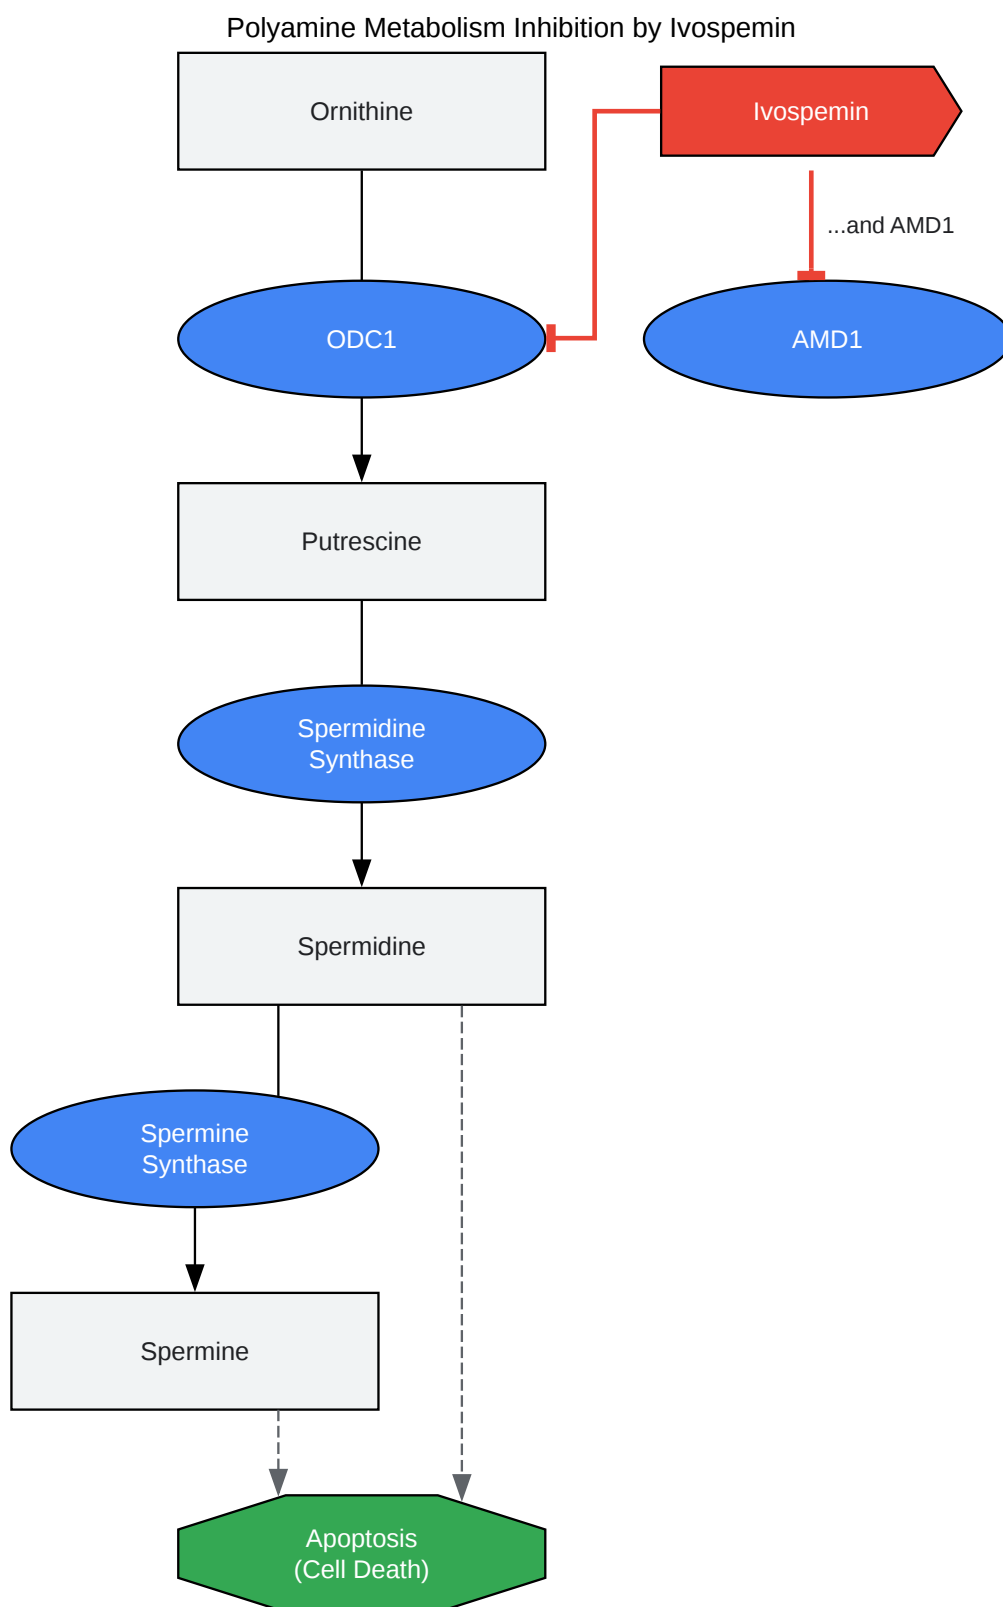 Polyamine Metabolism Inhibition by Ivospemin
Ornithine
Ivospemin
...and AMD1
ODC1
AMD1
Putrescine
Spermidine
Synthase
Spermidine
Spermine
Synthase
Spermine
Apoptosis
(Cell Death)